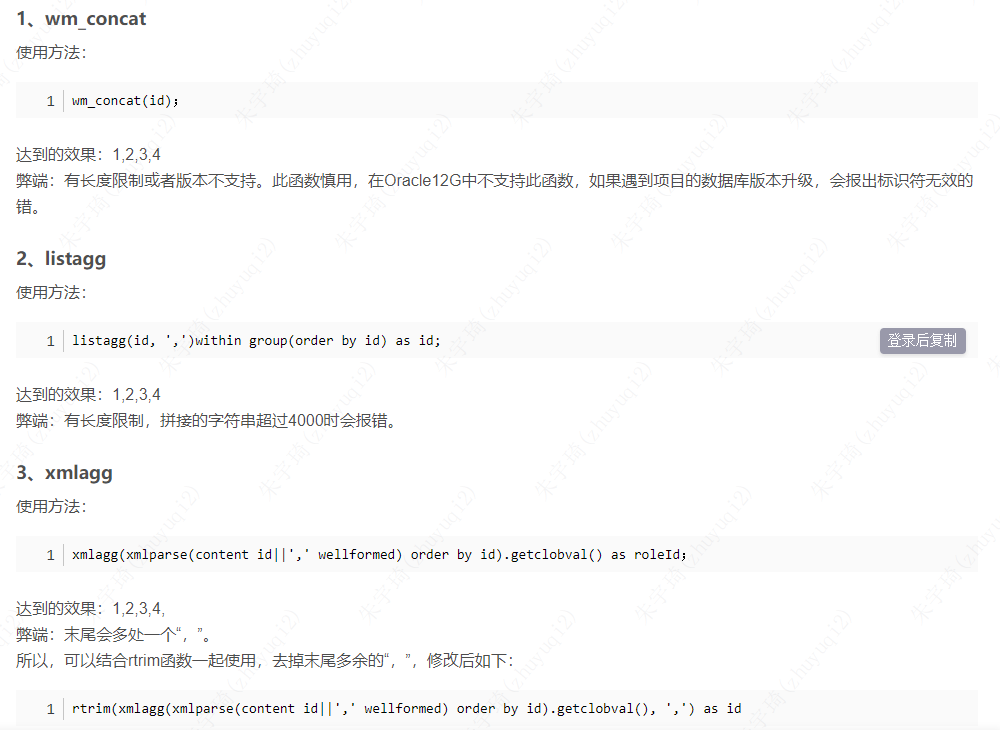 1、wm_concat
使用方法：
1 wm_concat(id);
达到的效果：1,2,3,4
弊端：有长度限制或者版本不支持。此函数慎用，在Oracle12G中不支持此函数，如果遇到项目的数据库版本升级，会报出标识符无效的
错。
2、listagg
使用方法：
1 listagg(id, ',')within group(order by id) as id;
登录后复制
达到的效果：1,2,3,4
弊端：有长度限制，拼接的字符串超过4000时会报错。
3、xmlagg
使用方法：
1 xmlagg(xmlparse(content id||',' wellformed) order by id).getclobval() as roleId;
达到的效果：1,2,3,4,
弊端：末尾会多处一个“，”。
所以，可以结合rtrim函数一起使用，去掉末尾多余的“，”，修改后如下：
1 rtrim(xmlagg(xmlparse(content id||',' wellformed) order by id).getclobval(), ',') as id
朱宇琦(zhuyuqi2)